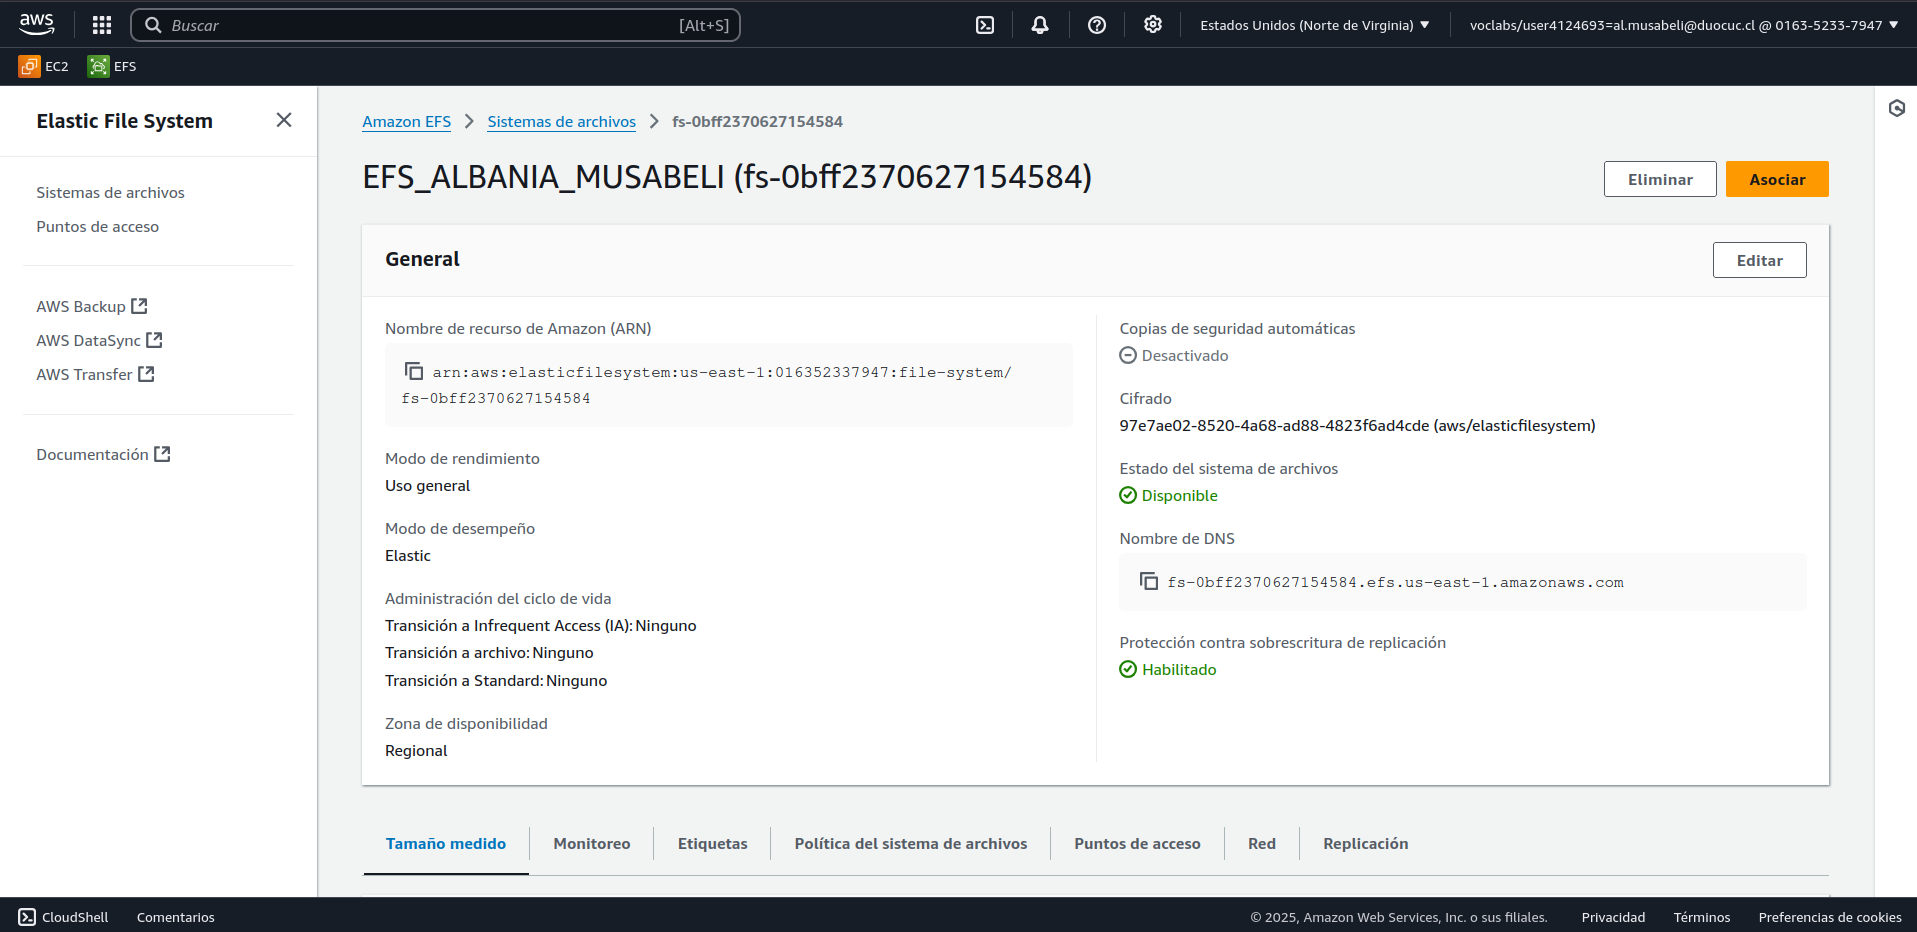 aws
Buscar [Alt+S]
Estados Unidos (Norte de Virginia)
voclabs/user4124693=al.musabeli@duocuc.cl @ 0163-5233-7947
EC2
EFS
Elastic File System
Sistemas de archivos
Puntos de acceso
AWS Backup
AWS DataSync
AWS Transfer
Documentación
Amazon EFS
Sistemas de archivos
fs-0bff2370627154584
EFS_ALBANIA_MUSABELI (fs-0bff2370627154584)
Eliminar
Asociar
General
Editar
Nombre de recurso de Amazon (ARN)
arn:aws:elasticfilesystem:us-east-1:016352337947:file-system/
fs-0bff2370627154584
Modo de rendimiento
Uso general
Modo de desempeño
Elastic
Administración del ciclo de vida
Transición a Infrequent Access (IA): Ninguno
Transición a archivo: Ninguno
Transición a Standard: Ninguno
Zona de disponibilidad
Regional
Copias de seguridad automáticas
Desactivado
Cifrado
97e7ae02-8520-4a68-ad88-4823f6ad4cde (aws/elasticfilesystem)
Estado del sistema de archivos
Disponible
Nombre de DNS
fs-0bff2370627154584.efs.us-east-1.amazonaws.com
Protección contra sobrescritura de replicación
Habilitado
Tamaño medido
Monitoreo
Etiquetas
Política del sistema de archivos
Puntos de acceso
Red
Replicación
CloudShell
Comentarios
© 2025, Amazon Web Services, Inc. o sus filiales.
Privacidad
Términos
Preferencias de cookies